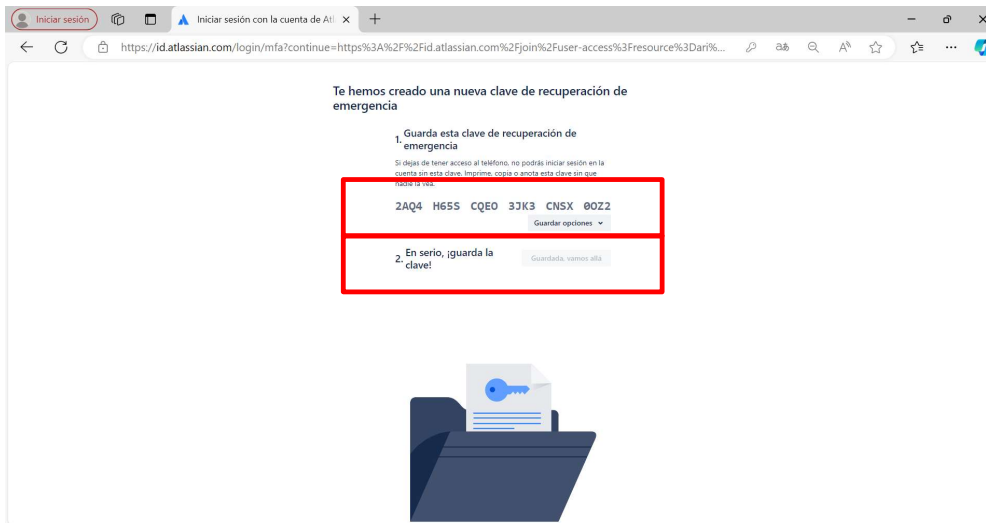 Iniciar sesión
Iniciar sesión con la cuenta de Atl
https://id.atlassian.com/login/mfa?continue=https%3A%2F%2Fid.atlassian.com%2Fjoin%2Fuser-access%3Fresource%3Dari%...
Te hemos creado una nueva clave de recuperación de
emergencia
1. Guarda esta clave de recuperación de
emergencia
Si dejas de tener acceso al teléfono, no podrás iniciar sesión en la
cuenta sin esta clave. Imprime, copia o anota esta clave sin que
nadie la vea.
2AQ4 H65S CQEO 3JK3 CNSX 0OZ2
Guardar opciones
2. En serio, ¡guarda la
clave!
Guardada, vamos allá